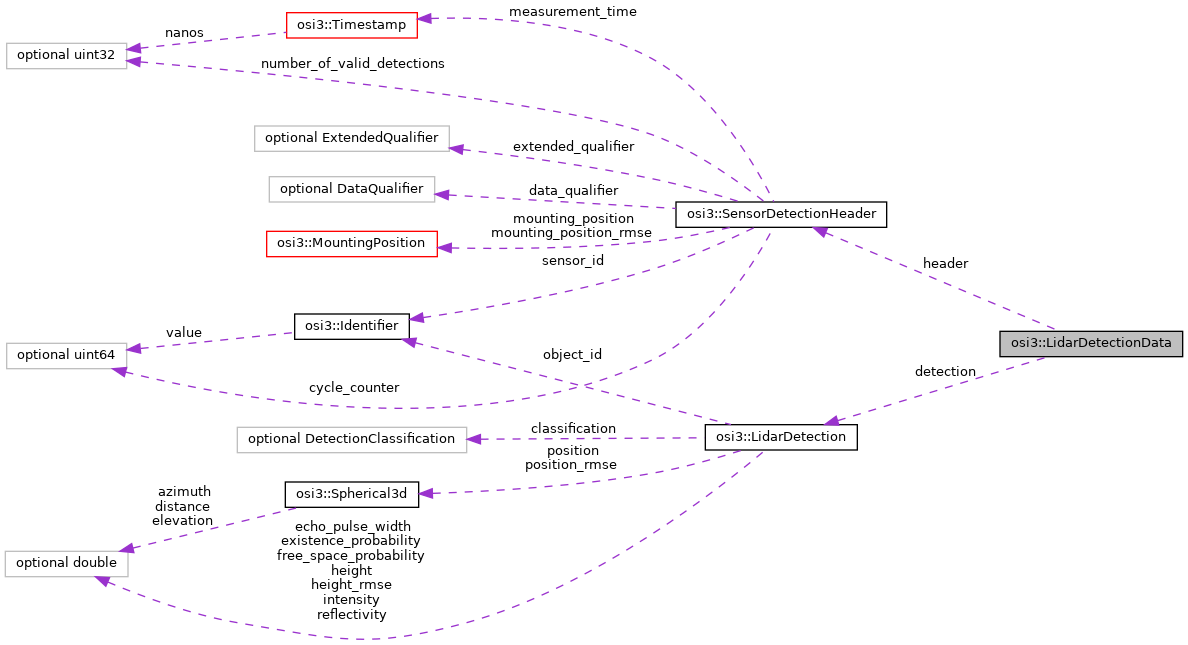 measurement_time
osi3::Timestamp
nanos
optional uint32
number_of_valid_detections
optional ExtendedQualifier
extended_qualifier
optional DataQualifier
data_qualifier
osi3::SensorDetectionHeader
mounting_position
mounting_position_rmse
osi3::MountingPosition
sensor_id
header
osi3::Identifier
value
optional uint64
osi3::LidarDetectionData
object_id
detection
cycle_counter
classification
optional DetectionClassification
osi3::LidarDetection
position
position_rmse
osi3::Spherical3d
azimuth
distance
elevation
echo_pulse_width
existence_probability
free_space_probability
height
height_rmse
intensity
reflectivity
optional double